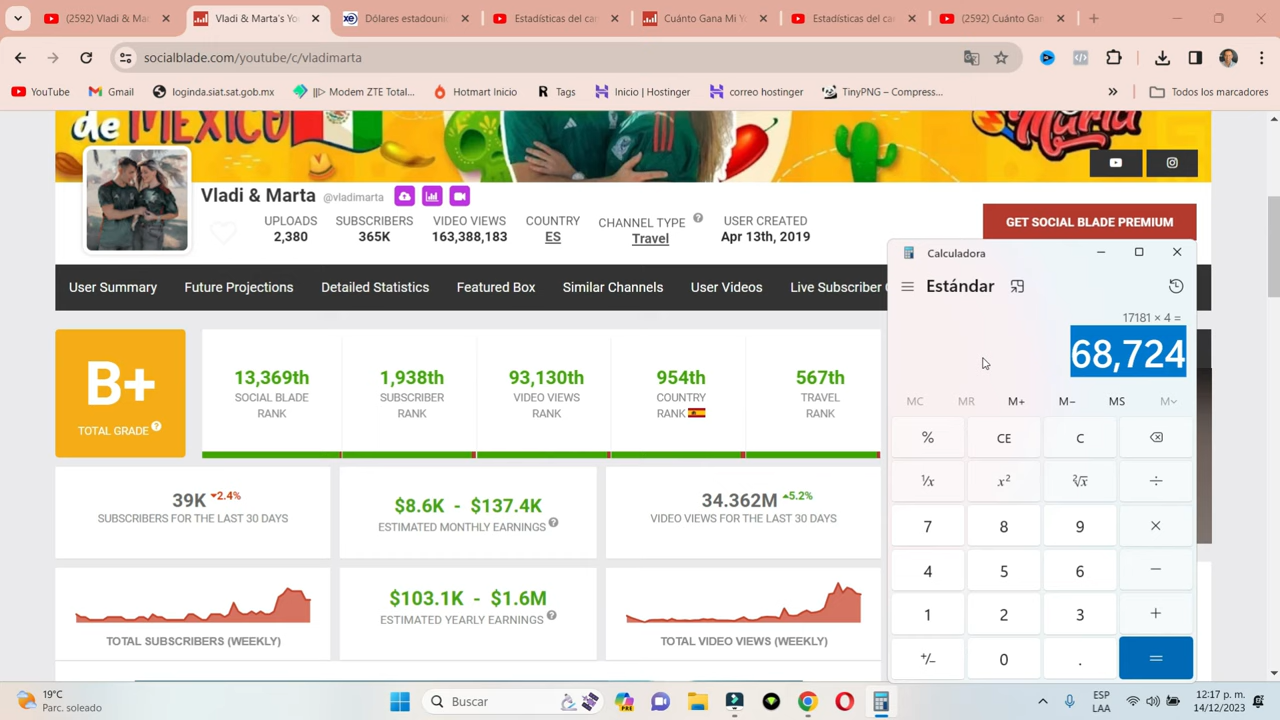 (2592) Vladi & Ma
Vladi & Marta's Yo
Dólares estadouni
Estadísticas del ca
Cuánto Gana Mi Y
Estadísticas del ca
(2592) Cuánto Ga
socialblade.com/youtube/c/vladimarta
YouTube
Gmail
loginda.siat.sat.gob.mx
||> Modem ZTE Total...
Hotmart Inicio
Tags
Inicio | Hostinger
correo hostinger
TinyPNG – Compress...
»
Todos los marcadores
de MEXICO
Marta
Vladi & Marta @vladimarta
UPLOADS
2,380
SUBSCRIBERS
365K
VIDEO VIEWS
163,388,183
COUNTRY
ES
CHANNEL TYPE
Travel
USER CREATED
Apr 13th, 2019
GET SOCIAL BLADE PREMIUM
User Summary
Future Projections
Detailed Statistics
Featured Box
Similar Channels
User Videos
Live Subscriber
B+
TOTAL GRADE
13,369th
SOCIAL BLADE
RANK
1,938th
SUBSCRIBER
RANK
93,130th
VIDEO VIEWS
RANK
954th
COUNTRY
RANK
567th
TRAVEL
RANK
39K 2.4%
SUBSCRIBERS FOR THE LAST 30 DAYS
$8.6K - $137.4K
ESTIMATED MONTHLY EARNINGS
34.362M 5.2%
VIDEO VIEWS FOR THE LAST 30 DAYS
TOTAL SUBSCRIBERS (WEEKLY)
$103.1K - $1.6M
ESTIMATED YEARLY EARNINGS
TOTAL VIDEO VIEWS (WEEKLY)
Calculadora
Estándar
17181 × 4 =
68,724
MC MR M+ M− MS M
% CE C
¹/x x² ²√x ÷
7 8 9 ×
4 5 6 −
1 2 3 +
+/− 0 . =
19°C
Parc. soleado
Buscar
ESP
LAA
12:17 p. m.
14/12/2023